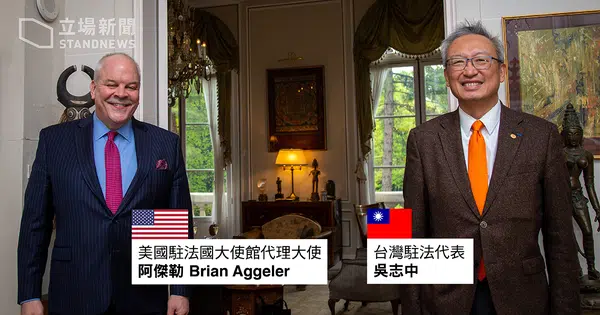 立場新聞
STANDNEWS
美國駐法國大使館代理大使
阿傑勒 Brian Aggeler
台灣駐法代表
吳志中